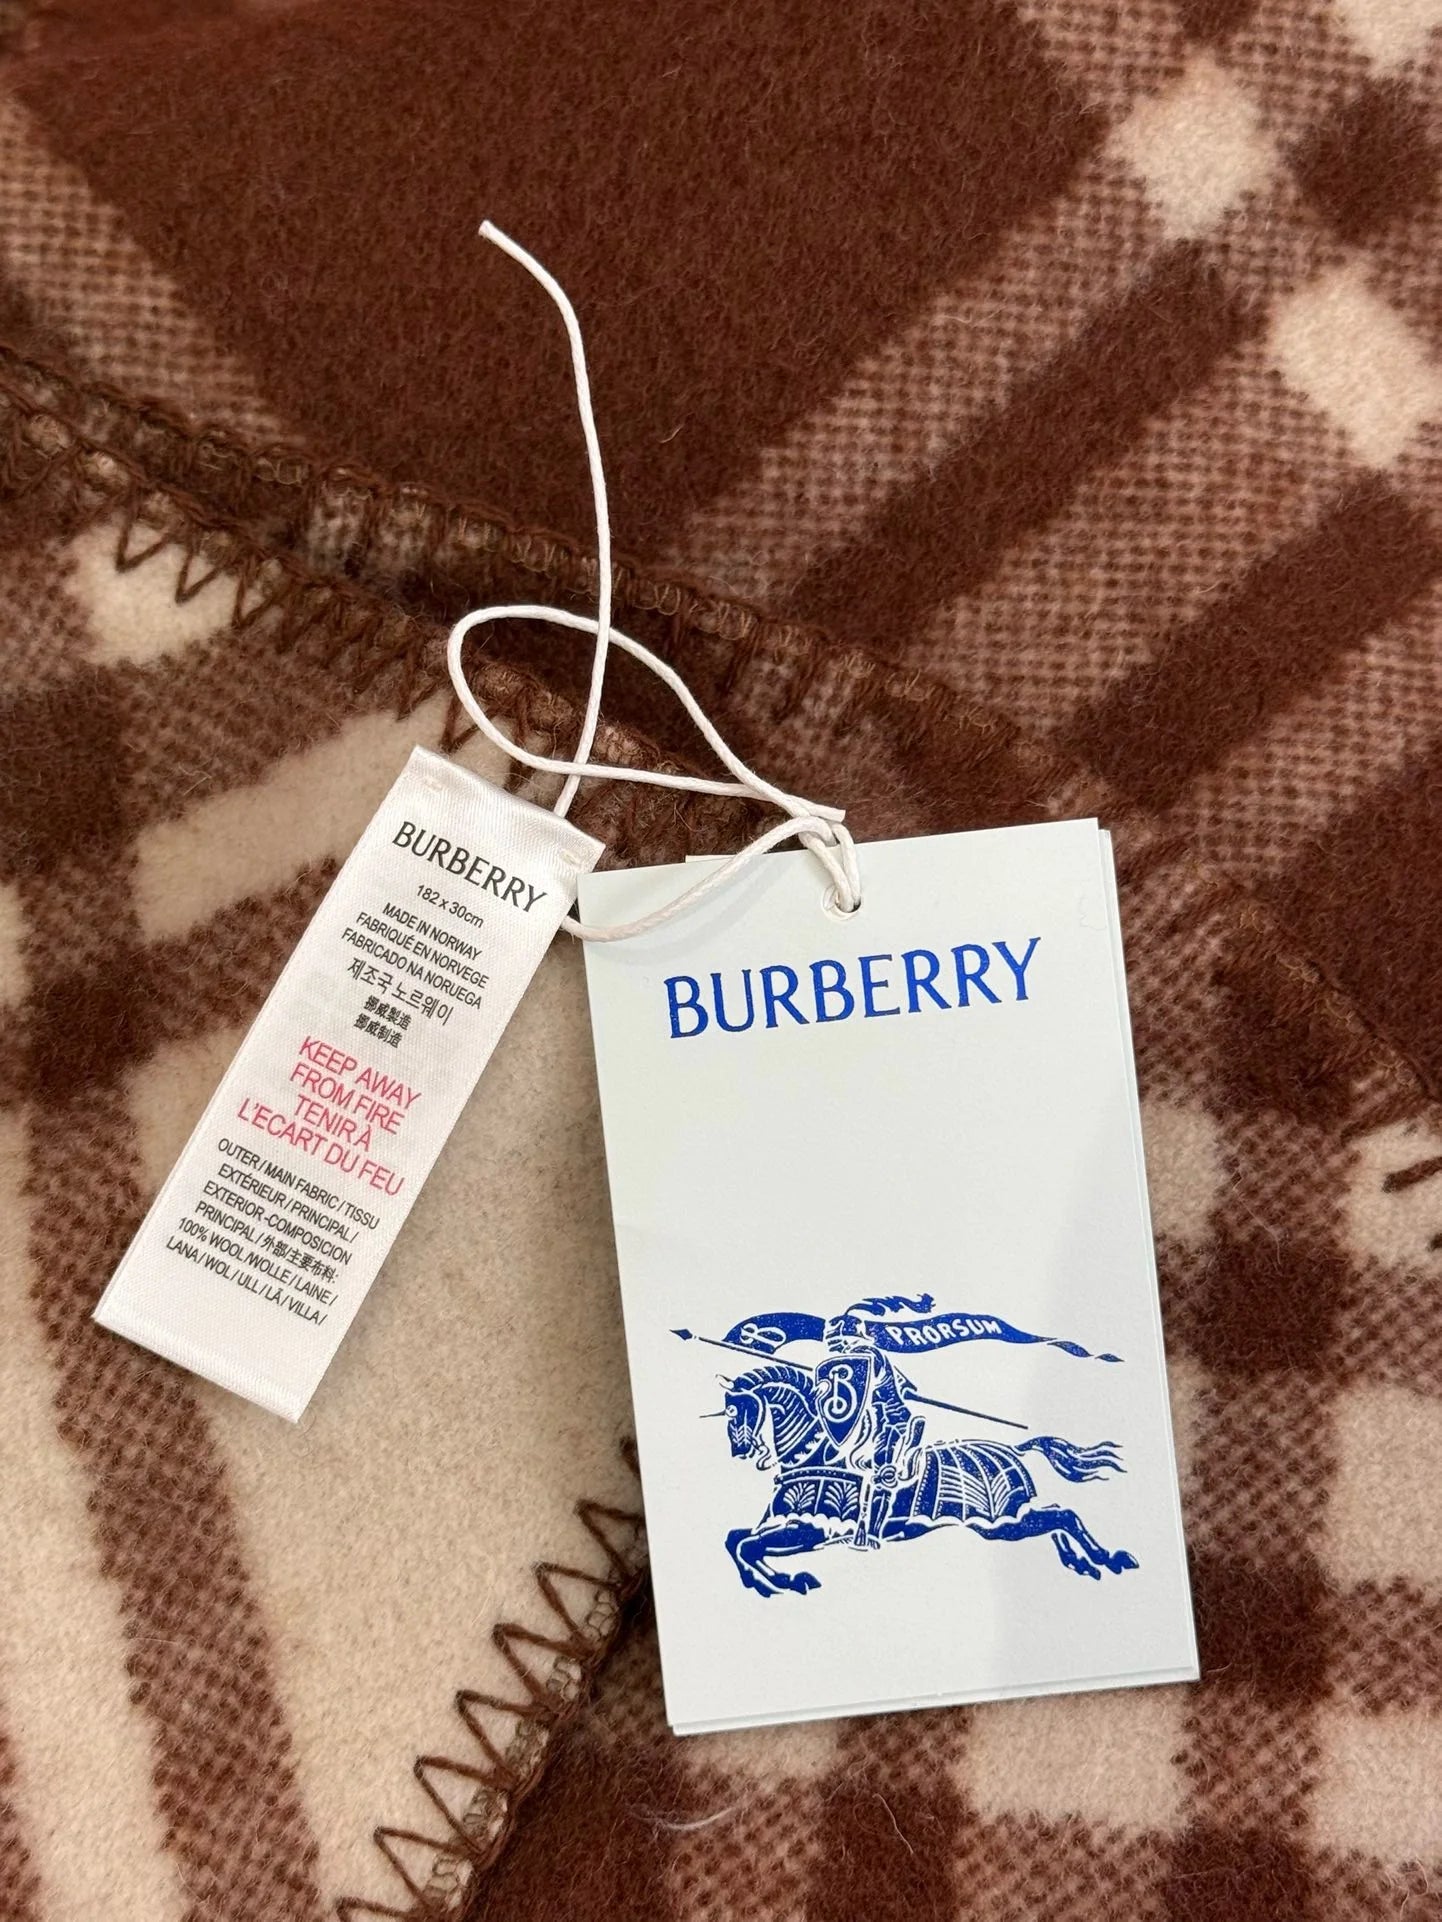 BURBERRY
182 x 30cm
MADE IN NORWAY
FABRIQUÉ EN NORVEGE
FABRICADO NA NORUEGA
제조국 노르웨이
挪威製造
挪威制造
KEEP AWAY
FROM FIRE
TENIR À
L'ECART DU FEU
OUTER / MAIN FABRIC / TISSU
EXTÉRIEUR / PRINCIPAL /
EXTERIOR -COMPOSICION
PRINCIPAL / 外部/主要布料:
100% WOOL /WOLLE / LAINE /
LANA / WOL / ULL / LÃ / VILLA /
BURBERRY
B PRORSUM
B